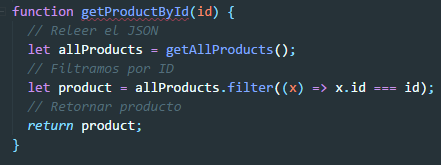 function getProductById(id) {
// Releer el JSON
let allProducts = getAllProducts();
// Filtramos por ID
let product = allProducts.filter((x) => x.id === id);
// Retornar producto
return product;
}